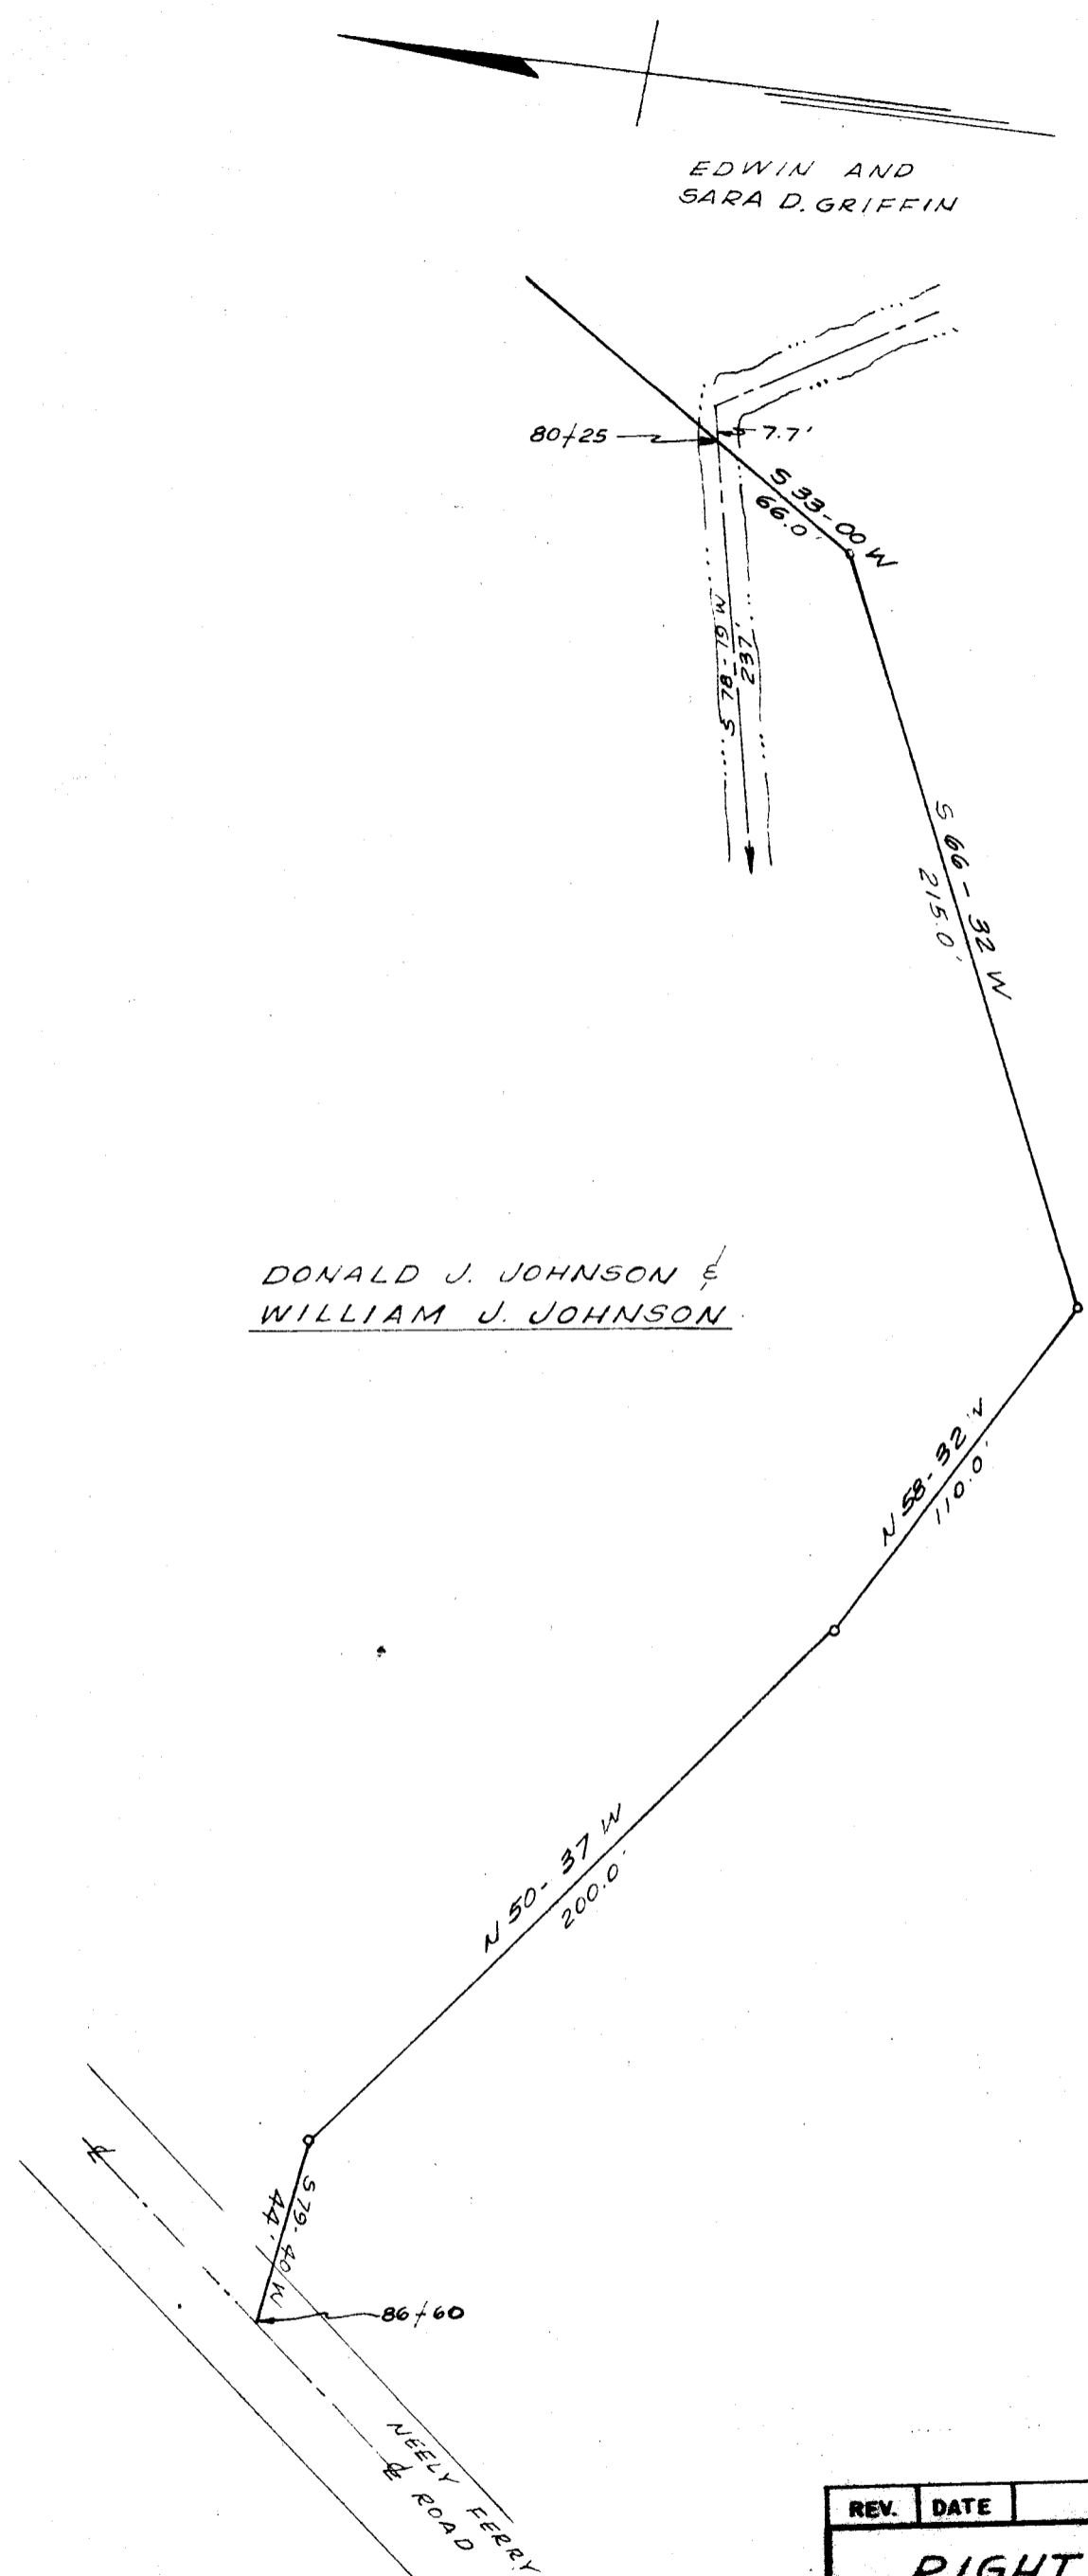 EDWIN AND
SARA D. GRIFFIN
80+25
7.7'
S 33-00 W
66.0'
S 78-19 W
237'
S 66-32 W
215.0'
DONALD J. JOHNSON &
WILLIAM J. JOHNSON
N 58-32
110.0'
N 50-37 W
200.0'
S 79-40 W
44.'
86+60
NEELY FERRY
℄ ROAD
REV. DATE
RIGHT